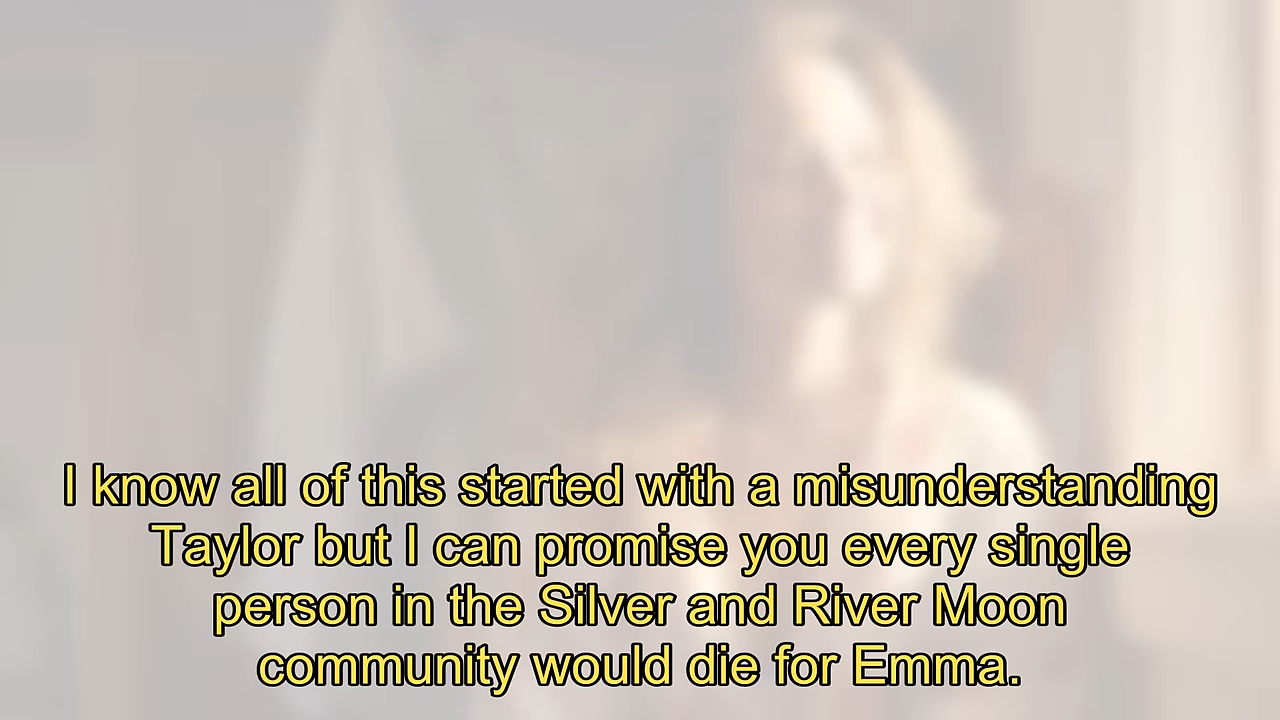 I know all of this started with a misunderstanding
Taylor but I can promise you every single
person in the Silver and River Moon
community would die for Emma.